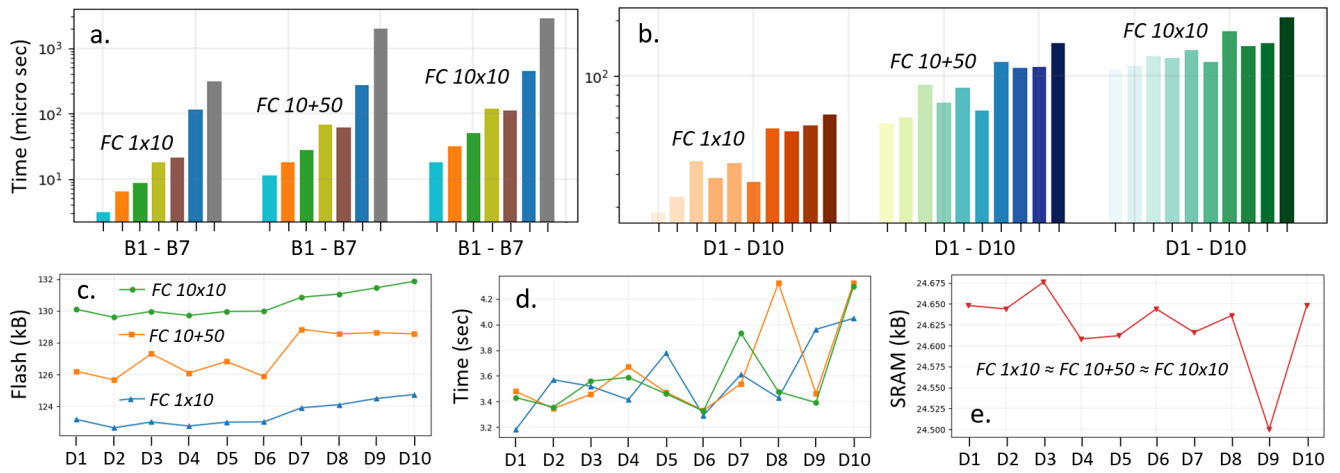 a.
Time (micro sec)
10³
10²
10¹
FC 1x10
FC 10+50
FC 10x10
B1 - B7
B1 - B7
B1 - B7
b.
10²
FC 1x10
FC 10+50
FC 10x10
D1 - D10
D1 - D10
D1 - D10
c.
Flash (kB)
132
130
128
126
124
FC 10x10
FC 10+50
FC 1x10
D1 D2 D3 D4 D5 D6 D7 D8 D9 D10
d.
Time (sec)
4.2
4.0
3.8
3.6
3.4
3.2
D1 D2 D3 D4 D5 D6 D7 D8 D9 D10
SRAM (kB)
24.675
24.650
24.625
24.600
24.575
24.550
24.525
24.500
FC 1x10 ≈ FC 10+50 ≈ FC 10x10
e.
D1 D2 D3 D4 D5 D6 D7 D8 D9 D10